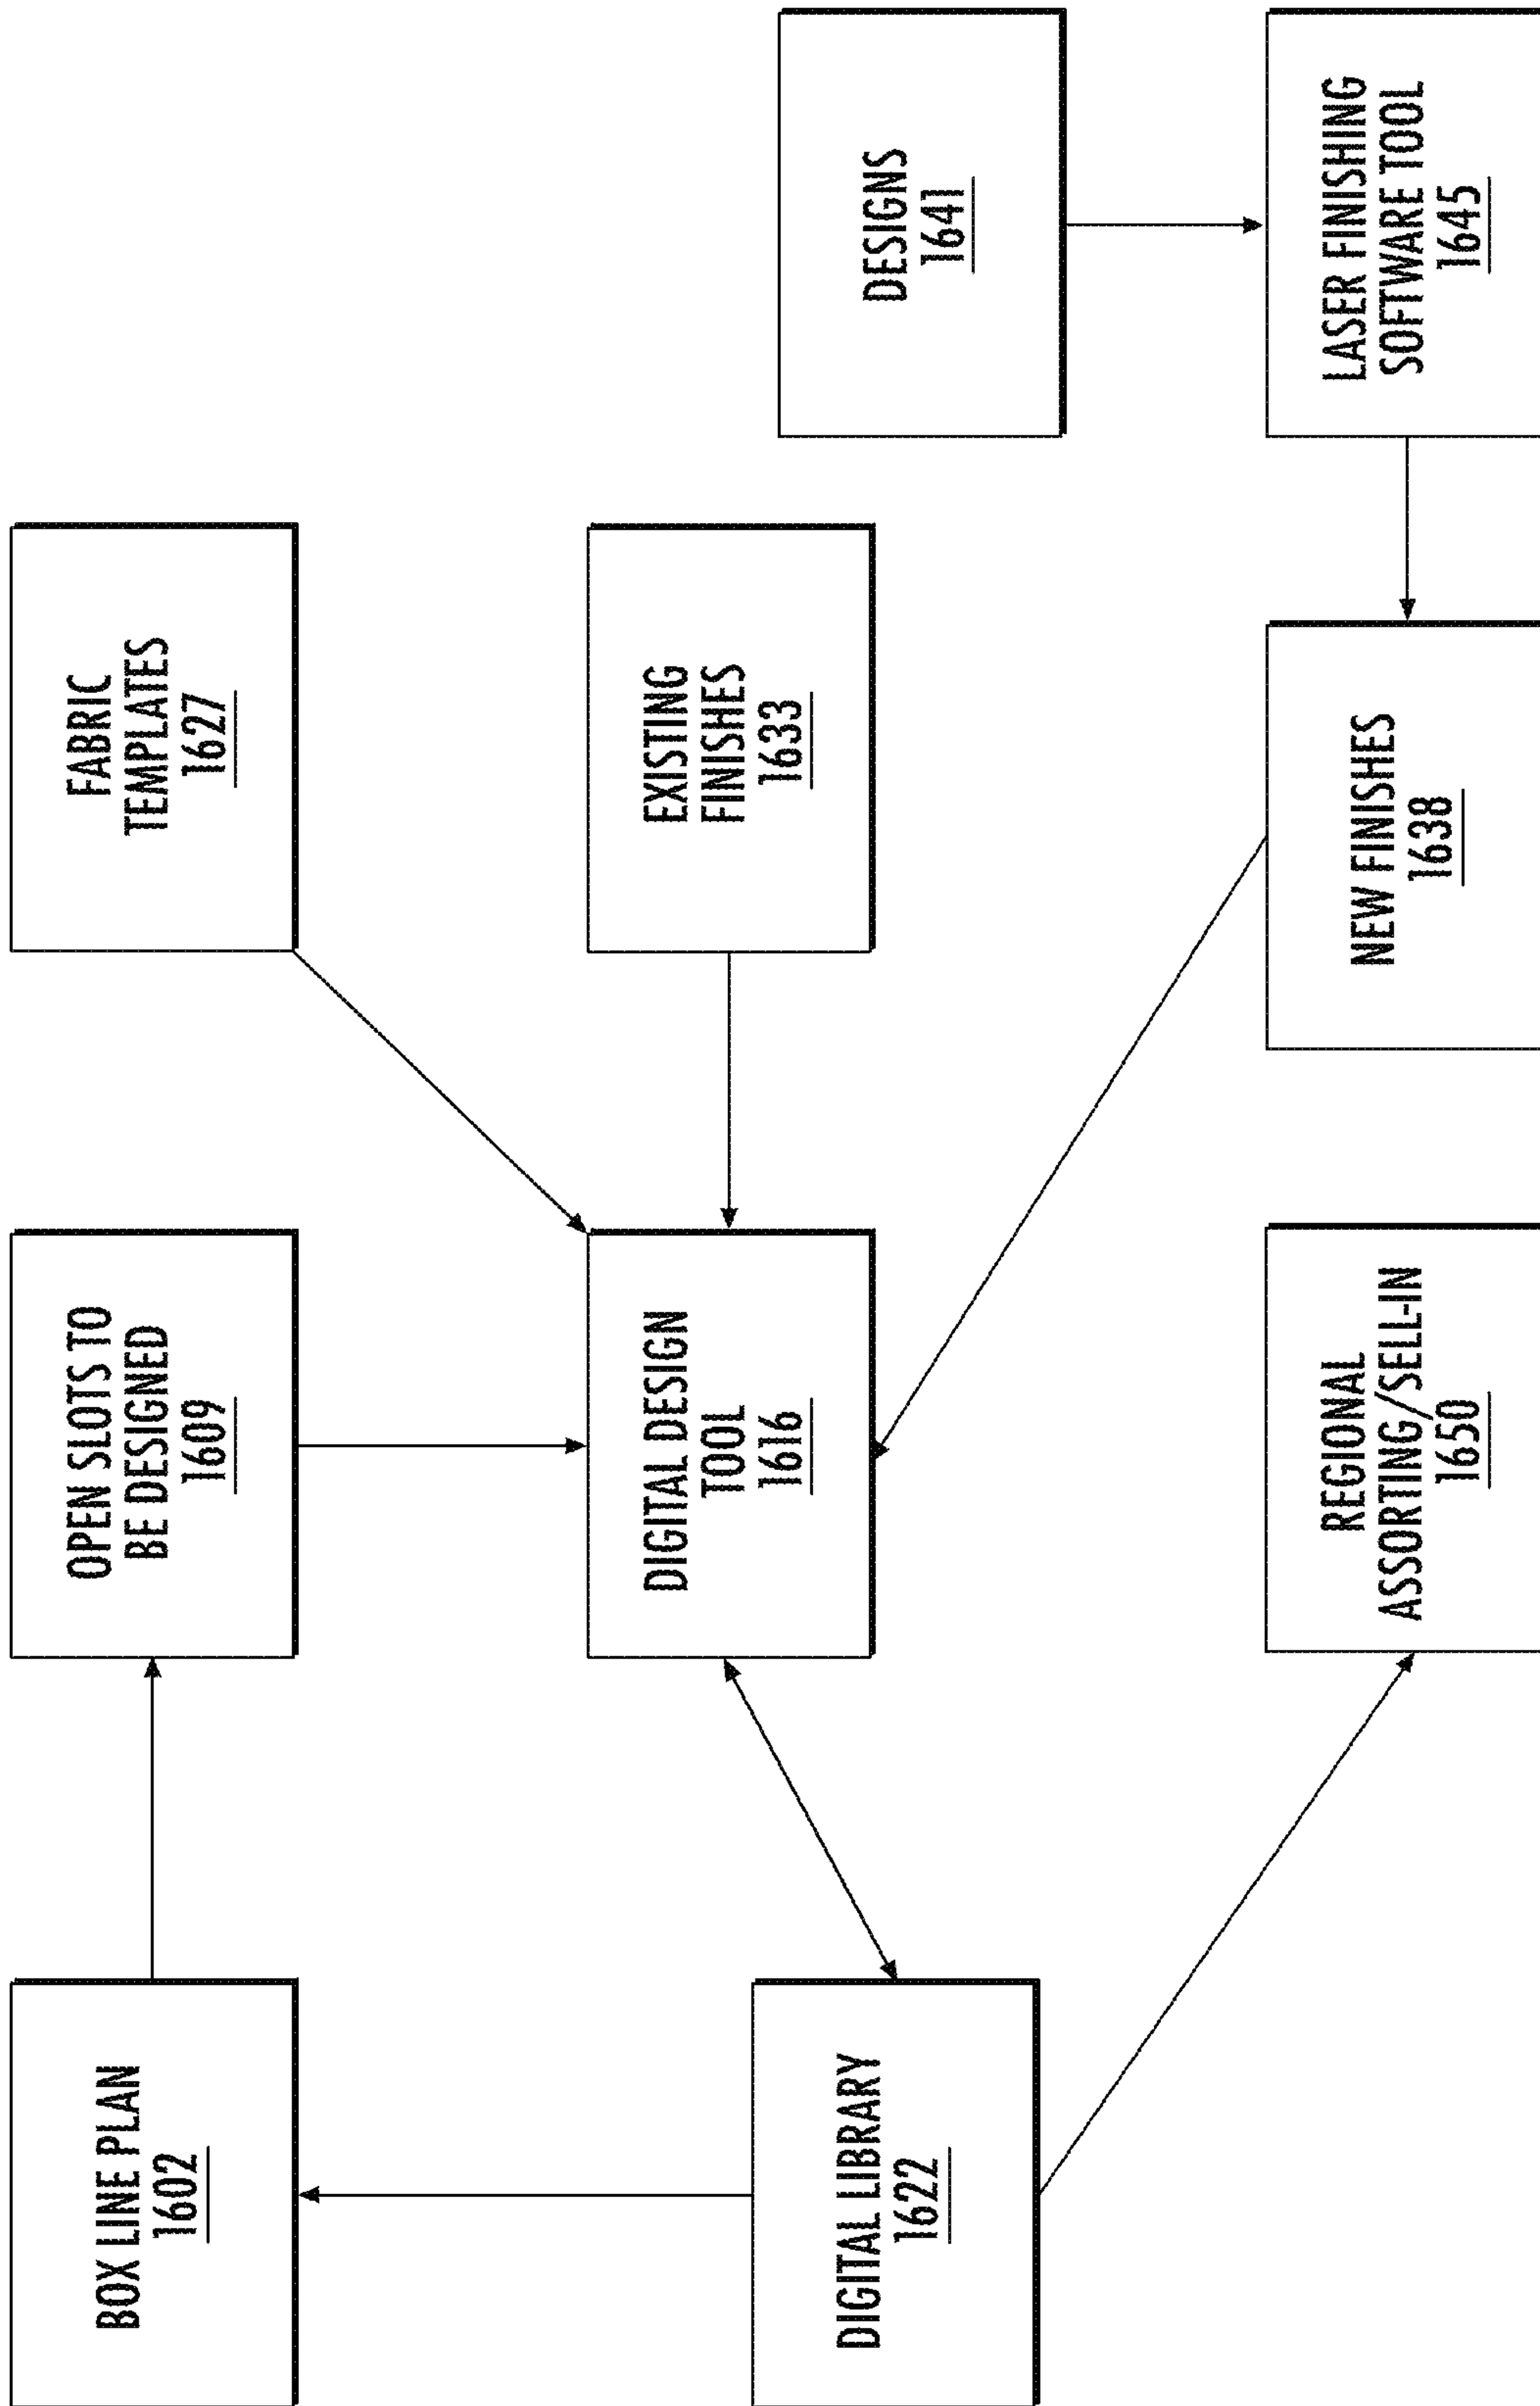 BOX LINE PLAN
1602
OPEN SLOTS TO
BE DESIGNED
1609
FABRIC
TEMPLATES
1627
DIGITAL DESIGN
TOOL
1616
EXISTING
FINISHES
1633
DIGITAL LIBRARY
1622
DESIGNS
1641
REGIONAL
ASSORTING/SELL-IN
1650
NEW FINISHES
1638
LASER FINISHING
SOFTWARE TOOL
1645